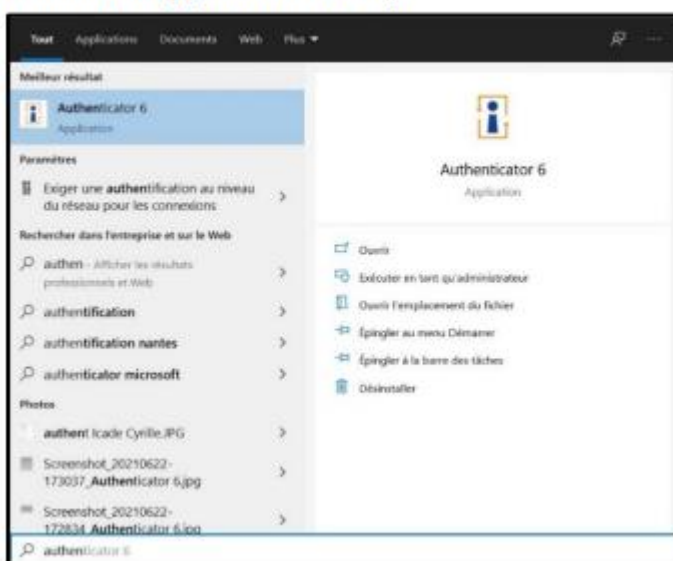 Tout Applications Documents Web Plus
Meilleur résultat
Authenticator 6
Application
Paramètres
Exiger une authentification au niveau
du réseau pour les connexions
Rechercher dans l'entreprise et sur le Web
authen - Afficher les résultats
professionnels et Web
authentification
authentification nantes
authenticator microsoft
Photos
authent Icade Cyrille.JPG
Screenshot_20210622-
173037_Authenticator 6.jpg
Screenshot_20210622-
172834_Authenticator 6.jpg
authenticator 6
Authenticator 6
Application
Ouvrir
Exécuter en tant qu'administrateur
Ouvrir l'emplacement du fichier
Épingler au menu Démarrer
Épingler à la barre des tâches
Désinstaller